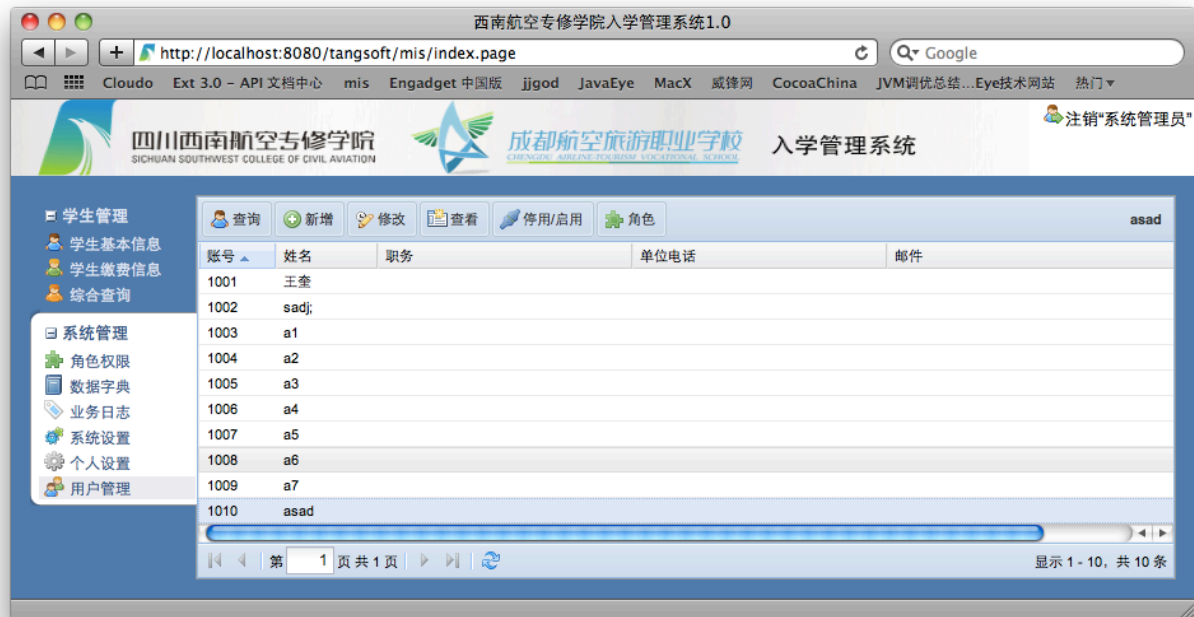 西南航空专修学院入学管理系统1.0
http://localhost:8080/tangsoft/mis/index.page
Google
Cloudo Ext 3.0 – API 文档中心 mis Engadget 中国版 jjgod JavaEye MacX 威锋网 CocoaChina JVM调优总结...Eye技术网站 热门
四川西南航空专修学院
SICHUAN SOUTHWEST COLLEGE OF CIVIL AVIATION
成都航空旅游职业学校
CHENGDU AIRLINE-TOURISM VOCATIONAL SCHOOL
入学管理系统
注销“系统管理员”
学生管理
学生基本信息
学生缴费信息
综合查询
系统管理
角色权限
数据字典
业务日志
系统设置
个人设置
用户管理
查询 新增 修改 查看 停用/启用 角色 asad
账号 姓名 职务 单位电话 邮件
1001 王奎
1002 sadj;
1003 a1
1004 a2
1005 a3
1006 a4
1007 a5
1008 a6
1009 a7
1010 asad
第 1 页 共 1 页 显示 1 - 10, 共 10 条